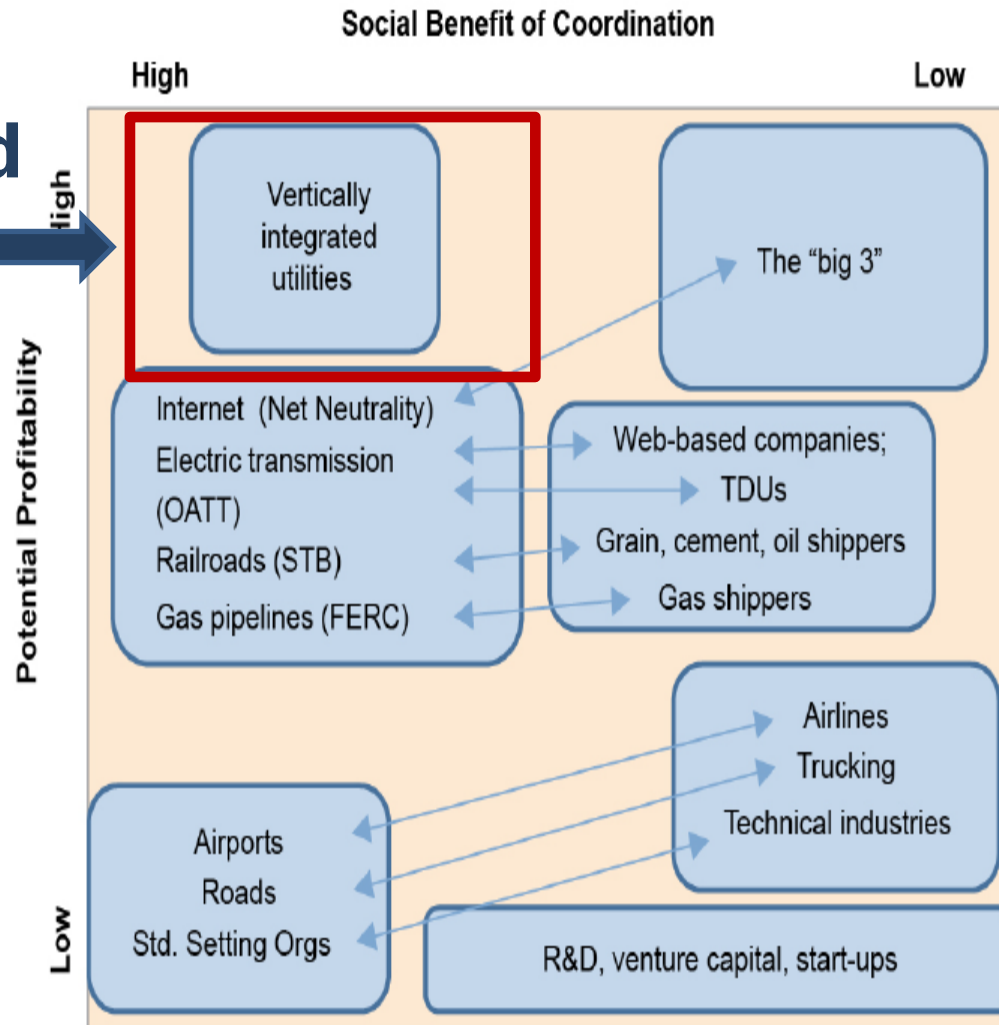 Social Benefit of Coordination
High
Low
High
Potential Profitability
Low
Vertically
integrated
utilities
The “big 3”
Internet (Net Neutrality)
Electric transmission
(OATT)
Railroads (STB)
Gas pipelines (FERC)
Web-based companies;
TDUs
Grain, cement, oil shippers
Gas shippers
Airlines
Trucking
Technical industries
Airports
Roads
Std. Setting Orgs
R&D, venture capital, start-ups